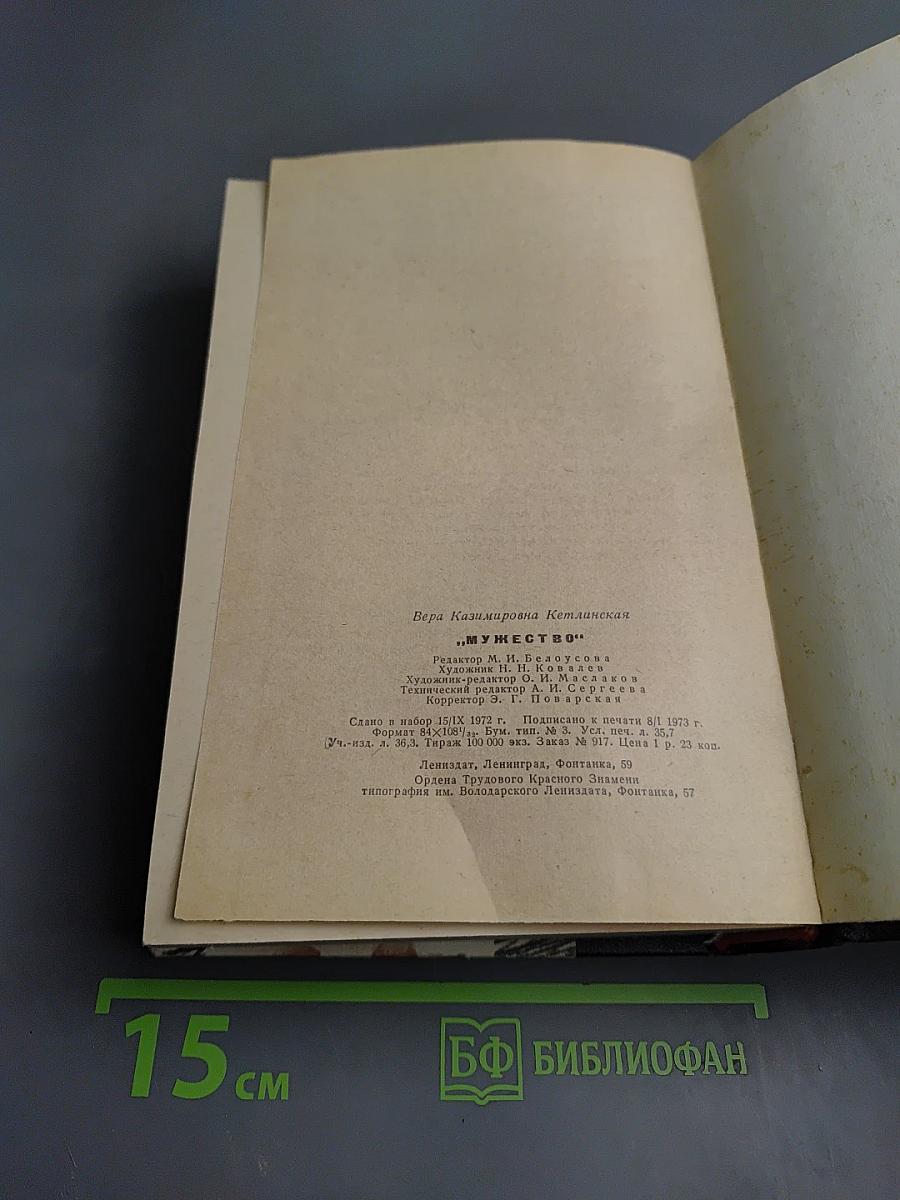 Вера Казимировна Кетлинская
„МУЖЕСТВО“
Редактор М. И. Белоусова
Художник Н. Н. Ковалев
Художник-редактор О. И. Маслаков
Технический редактор А. И. Сергеева
Корректор Э. Г. Поварская
Сдано в набор 15/IX 1972 г. Подписано к печати 8/I 1973 г.
Формат 84×108¹/₃₂. Бум. тип. № 3. Усл. печ. л. 35,7
Уч.-изд. л. 36,3. Тираж 100 000 экз. Заказ № 917. Цена 1 р. 23 коп.
Лениздат, Ленинград, Фонтанка, 59
Ордена Трудового Красного Знамени
типография им. Володарского Лениздата, Фонтанка, 57
15 см
БФ БИБЛИОФАН